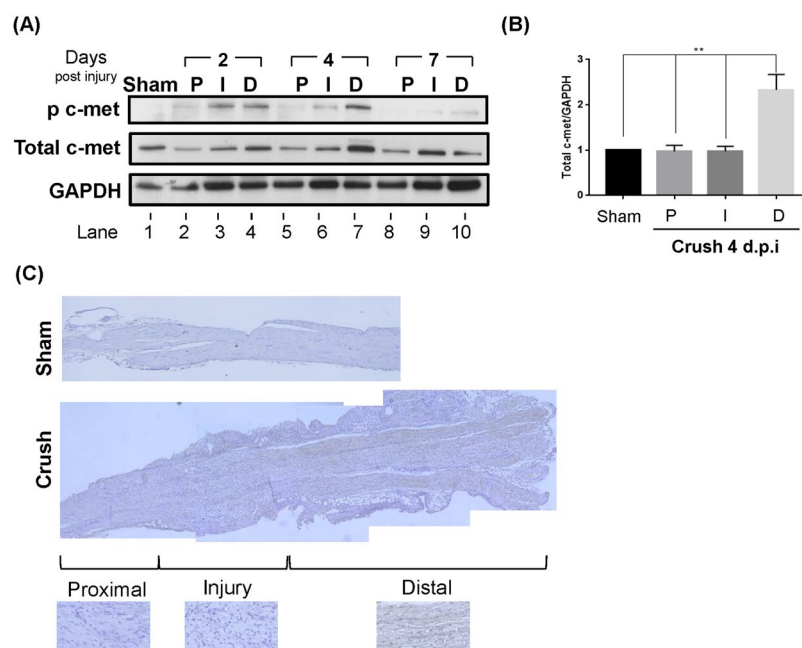 (A)
Days
post injury
2
4
7
Sham P I D P I D P I D
p c-met
Total c-met
GAPDH
Lane 1 2 3 4 5 6 7 8 9 10
(B)
**
Total c-met/GAPDH
3
2
1
0
Sham P I D
Crush 4 d.p.i
(C)
Sham
Crush
Proximal Injury Distal